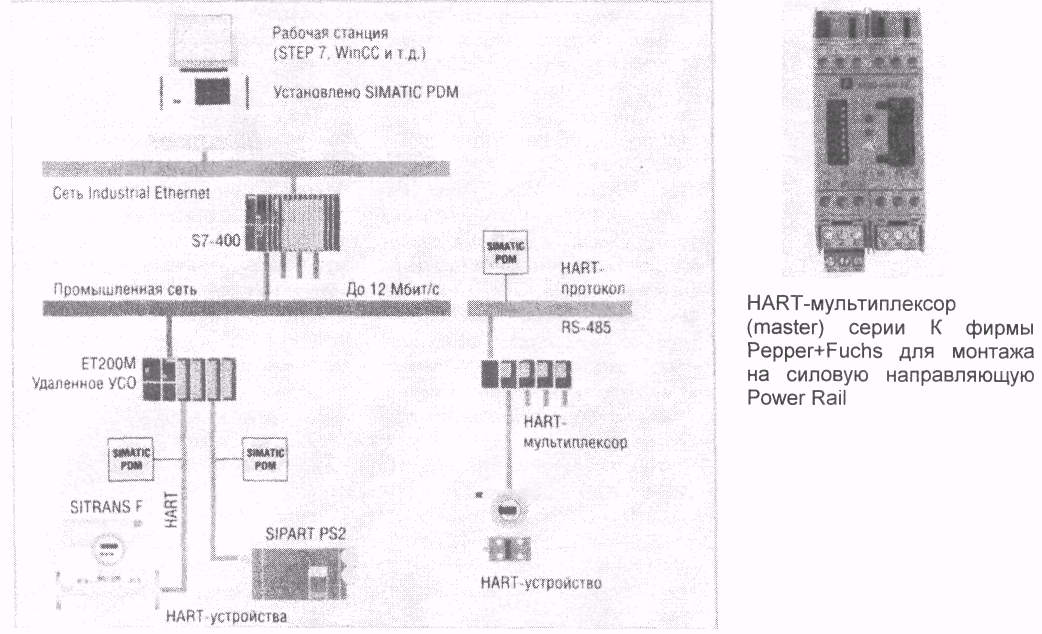 Рабочая станция
(STEP 7, WinCC и т.д.)
Установлено SIMATIC PDM
Сеть Industrial Ethernet
S7-400
SIMATIC
PDM
HART-
протокол
Промышленная сеть
До 12 Мбит/с
RS-485
ET200M
Удаленное УСО
HART-
мультиплексор
SIMATIC
PDM
SIMATIC
PDM
SITRANS F
HART
SIPART PS2
HART-устройство
HART-устройства
HART-мультиплексор
(master) серии К фирмы
Pepper+Fuchs для монтажа
на силовую направляющую
Power Rail